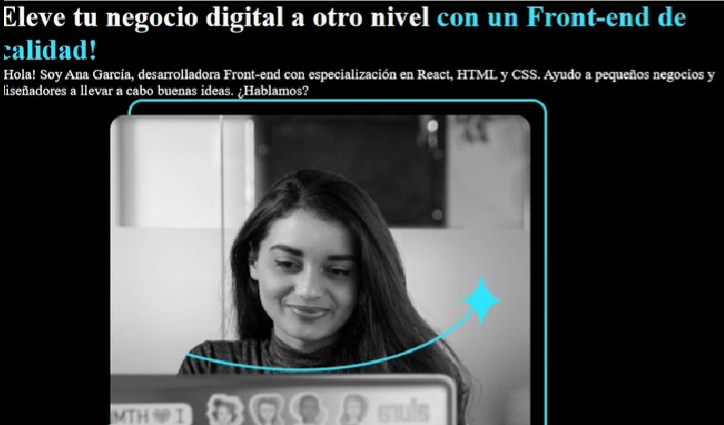 Eleve tu negocio digital a otro nivel con un Front-end de
calidad!
Hola! Soy Ana García, desarrolladora Front-end con especialización en React, HTML y CSS. Ayudo a pequeños negocios y
diseñadores a llevar a cabo buenas ideas. ¿Hablamos?